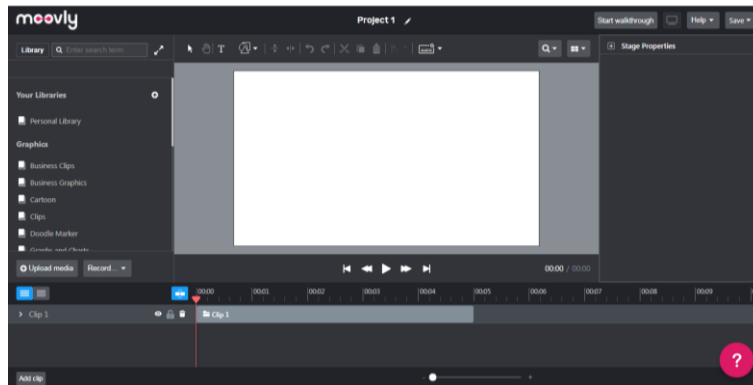 moovly
Project 1
Start walkthrough
Help
Save
Library
Enter search term
T
Stage Properties
Your Libraries
Personal Library
Graphics
Business Clips
Business Graphics
Cartoon
Clips
Doodle Marker
Graphs and Charts
Upload media
Record...
00:00 / 00:00
00:00 00:01 00:02 00:03 00:04 00:05 00:06 00:07 00:08 00:09
Clip 1
Clip 1
Add clip
- +
?